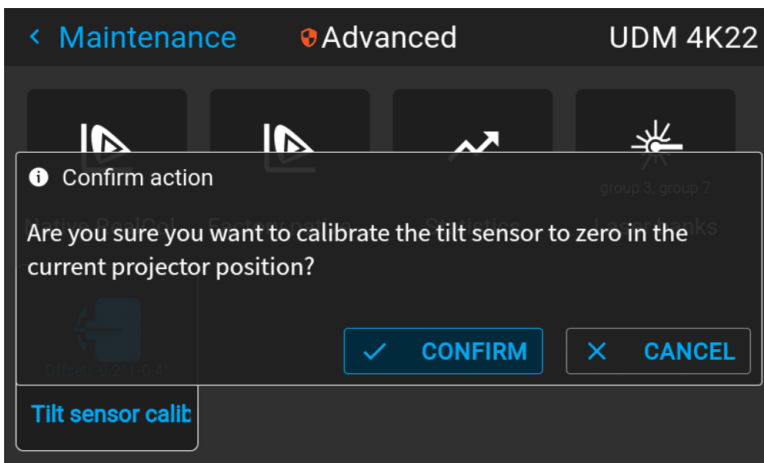 Maintenance
Advanced
UDM 4K22
Confirm action
group 3, group 7
Are you sure you want to calibrate the tilt sensor to zero in the
current projector position?
CONFIRM
CANCEL
Tilt sensor calib